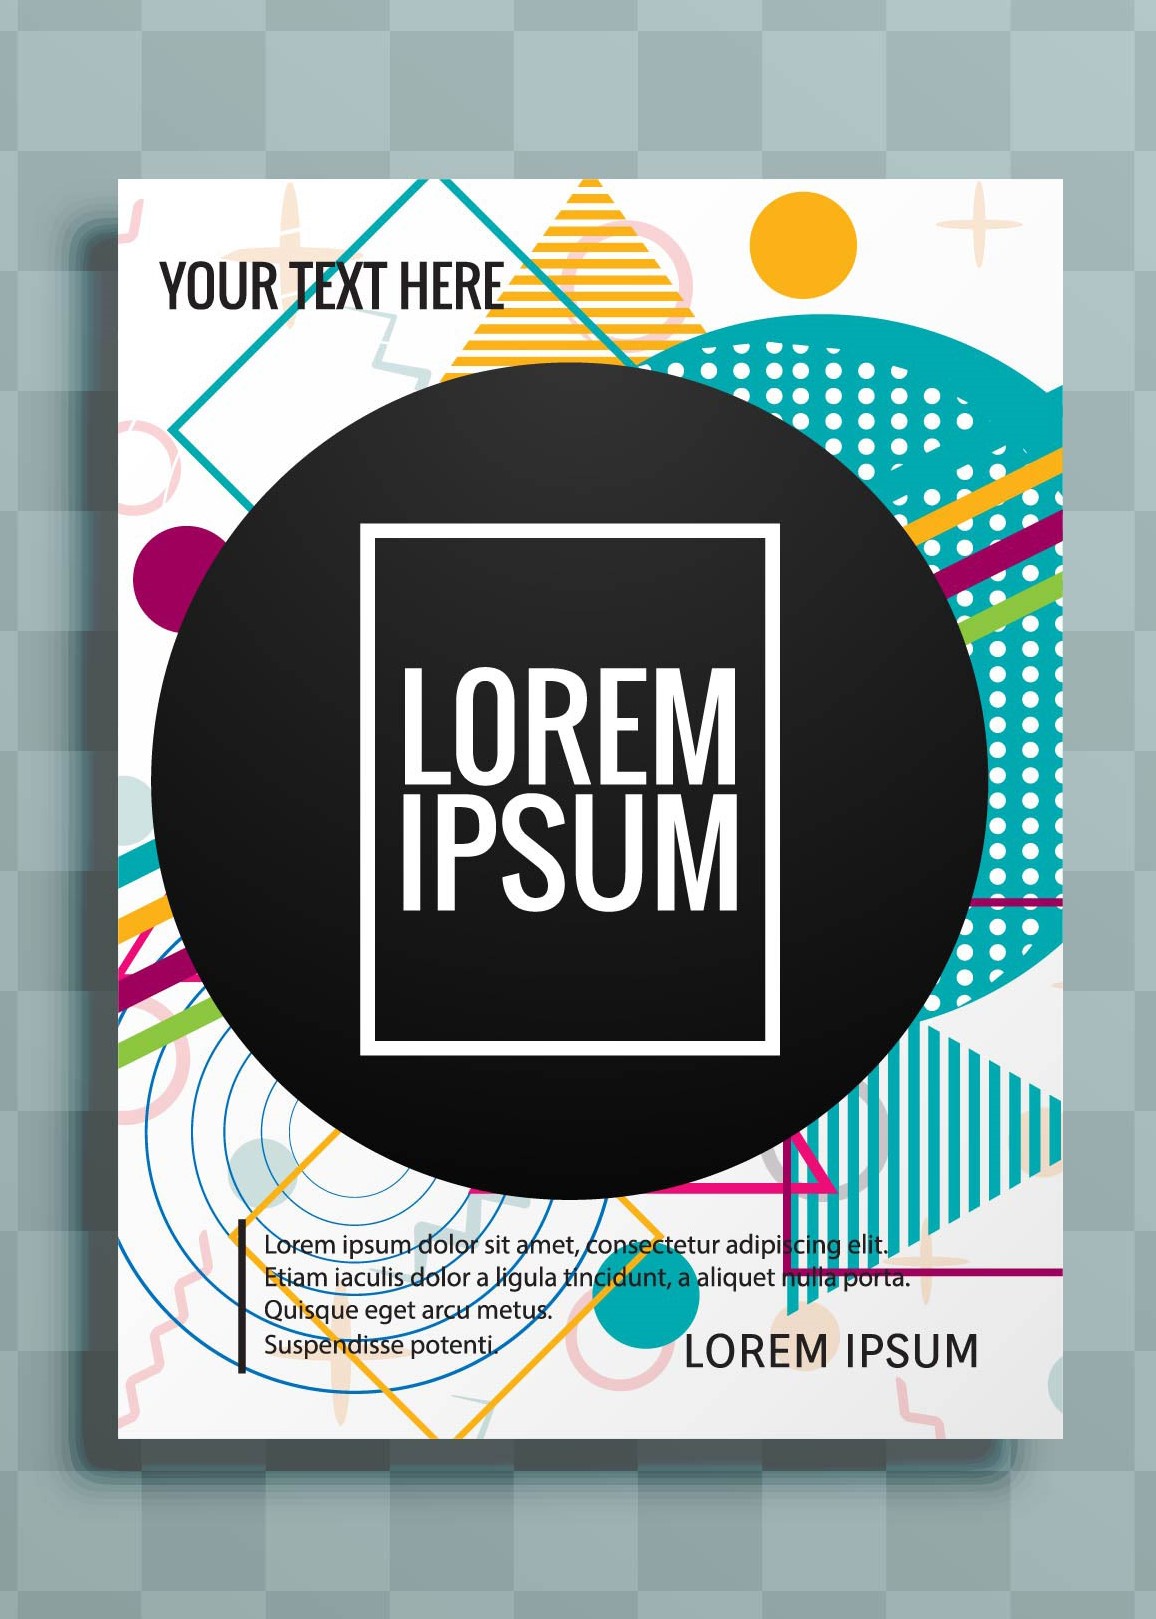 YOUR TEXT HERE
LOREM
IPSUM
Lorem ipsum dolor sit amet, consectetur adipiscing elit.
Etiam iaculis dolor a ligula tincidunt, a aliquet nulla porta.
Quisque eget arcu metus.
Suspendisse potenti.
LOREM IPSUM